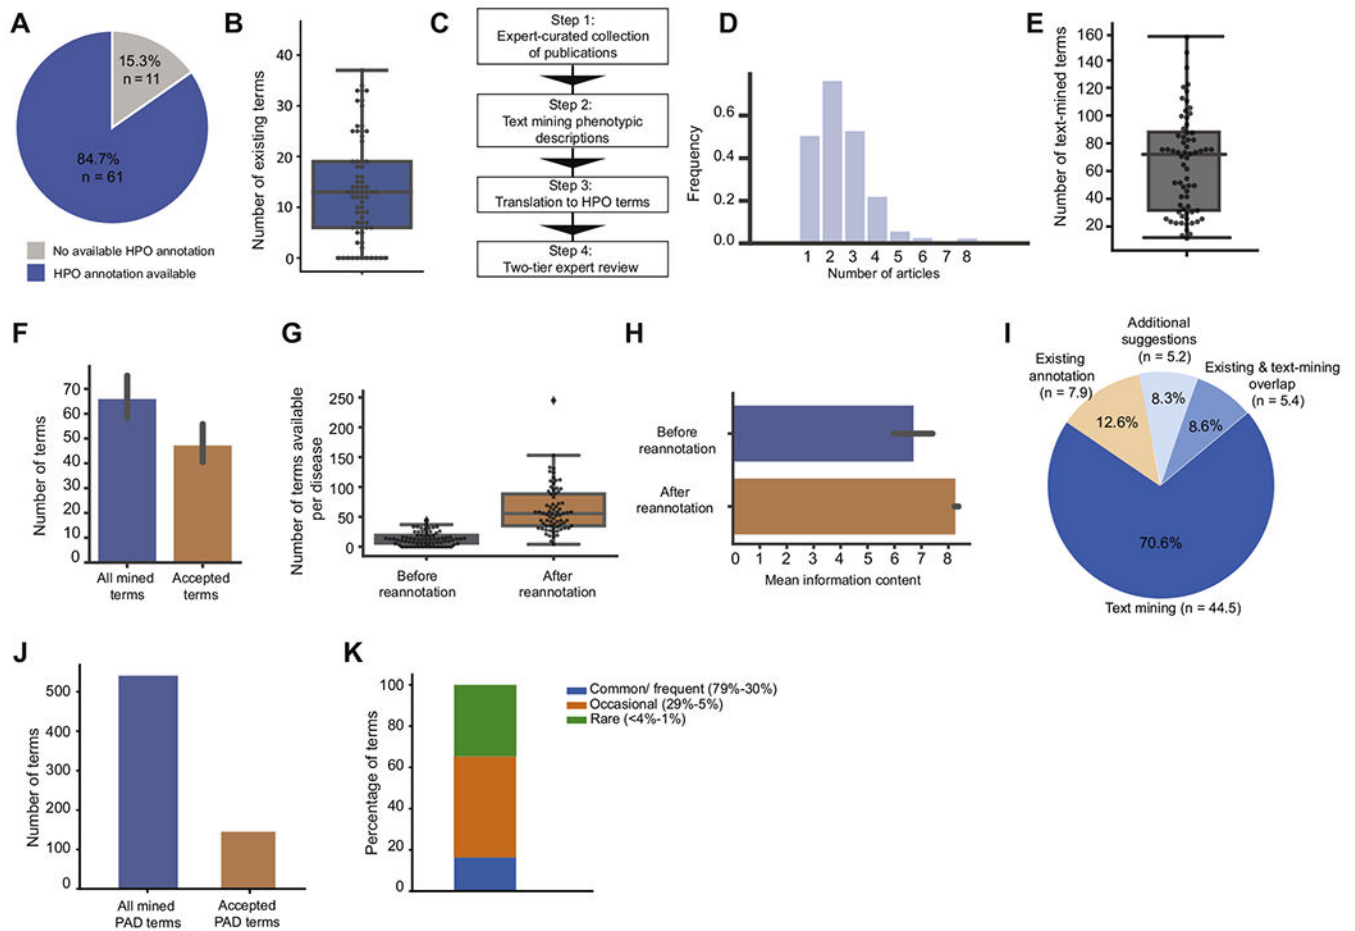 A
15.3%
n = 11
84.7%
n = 61
No available HPO annotation
HPO annotation available
B
Number of existing terms
40
30
20
10
0
C
Step 1:
Expert-curated collection
of publications
Step 2:
Text mining phenotypic
descriptions
Step 3:
Translation to HPO terms
Step 4:
Two-tier expert review
D
Frequency
0.6
0.4
0.2
0.0
1 2 3 4 5 6 7 8
Number of articles
E
Number of text-mined terms
160
140
120
100
80
60
40
20
F
Number of terms
70
60
50
40
30
20
10
0
All mined
terms
Accepted
terms
G
Number of terms available
per disease
250
200
150
100
50
0
Before
reannotation
After
reannotation
H
Before
reannotation
After
reannotation
0 1 2 3 4 5 6 7 8
Mean information content
I
Additional
suggestions
(n = 5.2)
Existing
annotation
(n = 7.9)
Existing & text-mining
overlap
(n = 5.4)
12.6%
8.3%
8.6%
70.6%
Text mining (n = 44.5)
J
Number of terms
500
400
300
200
100
0
All mined
PAD terms
Accepted
PAD terms
K
Percentage of terms
100
80
60
40
20
0
Common/ frequent (79%-30%)
Occasional (29%-5%)
Rare (<4%-1%)